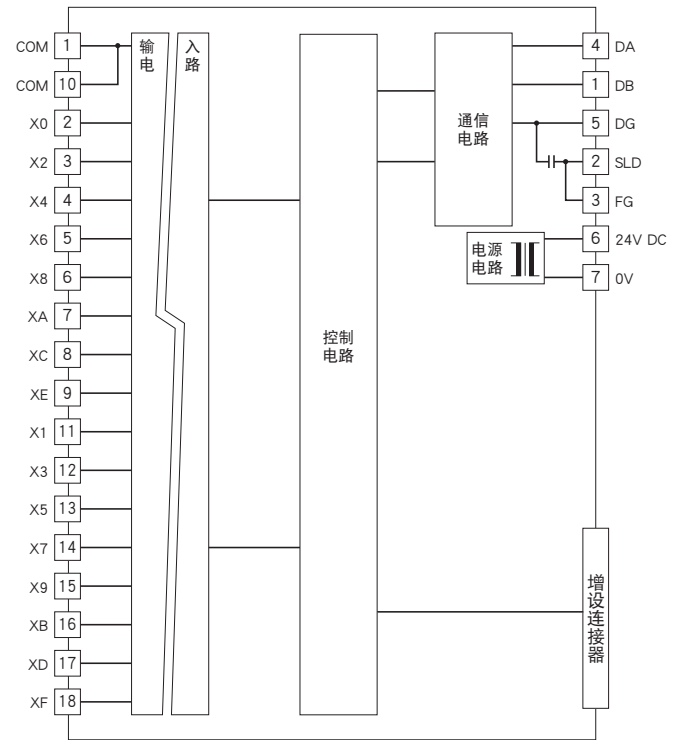 COM 1
COM 10
X0 2
X2 3
X4 4
X6 5
X8 6
XA 7
XC 8
XE 9
X1 11
X3 12
X5 13
X7 14
X9 15
XB 16
XD 17
XF 18
输入
电路
控制
电路
通信
电路
电源
电路
4 DA
1 DB
5 DG
2 SLD
3 FG
6 24V DC
7 0V
增设连接器